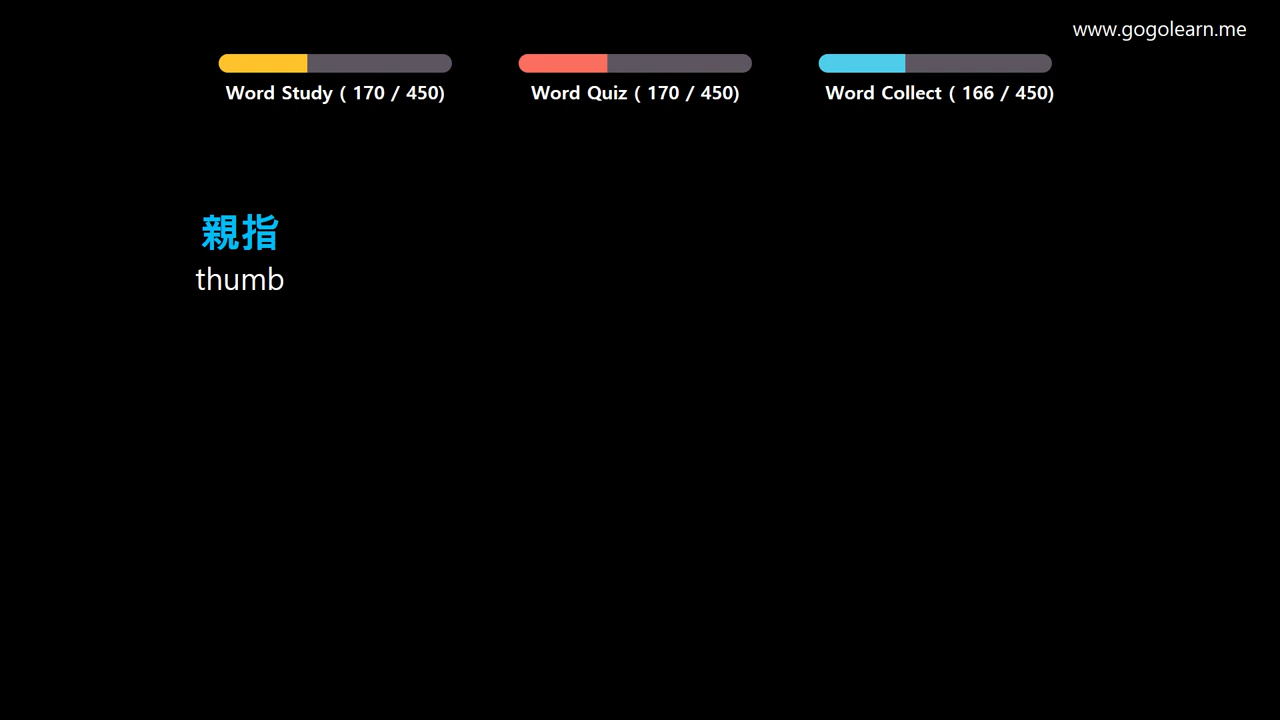 www.gogolearn.me
Word Study ( 170 / 450)
Word Quiz ( 170 / 450)
Word Collect ( 166 / 450)
親指
thumb